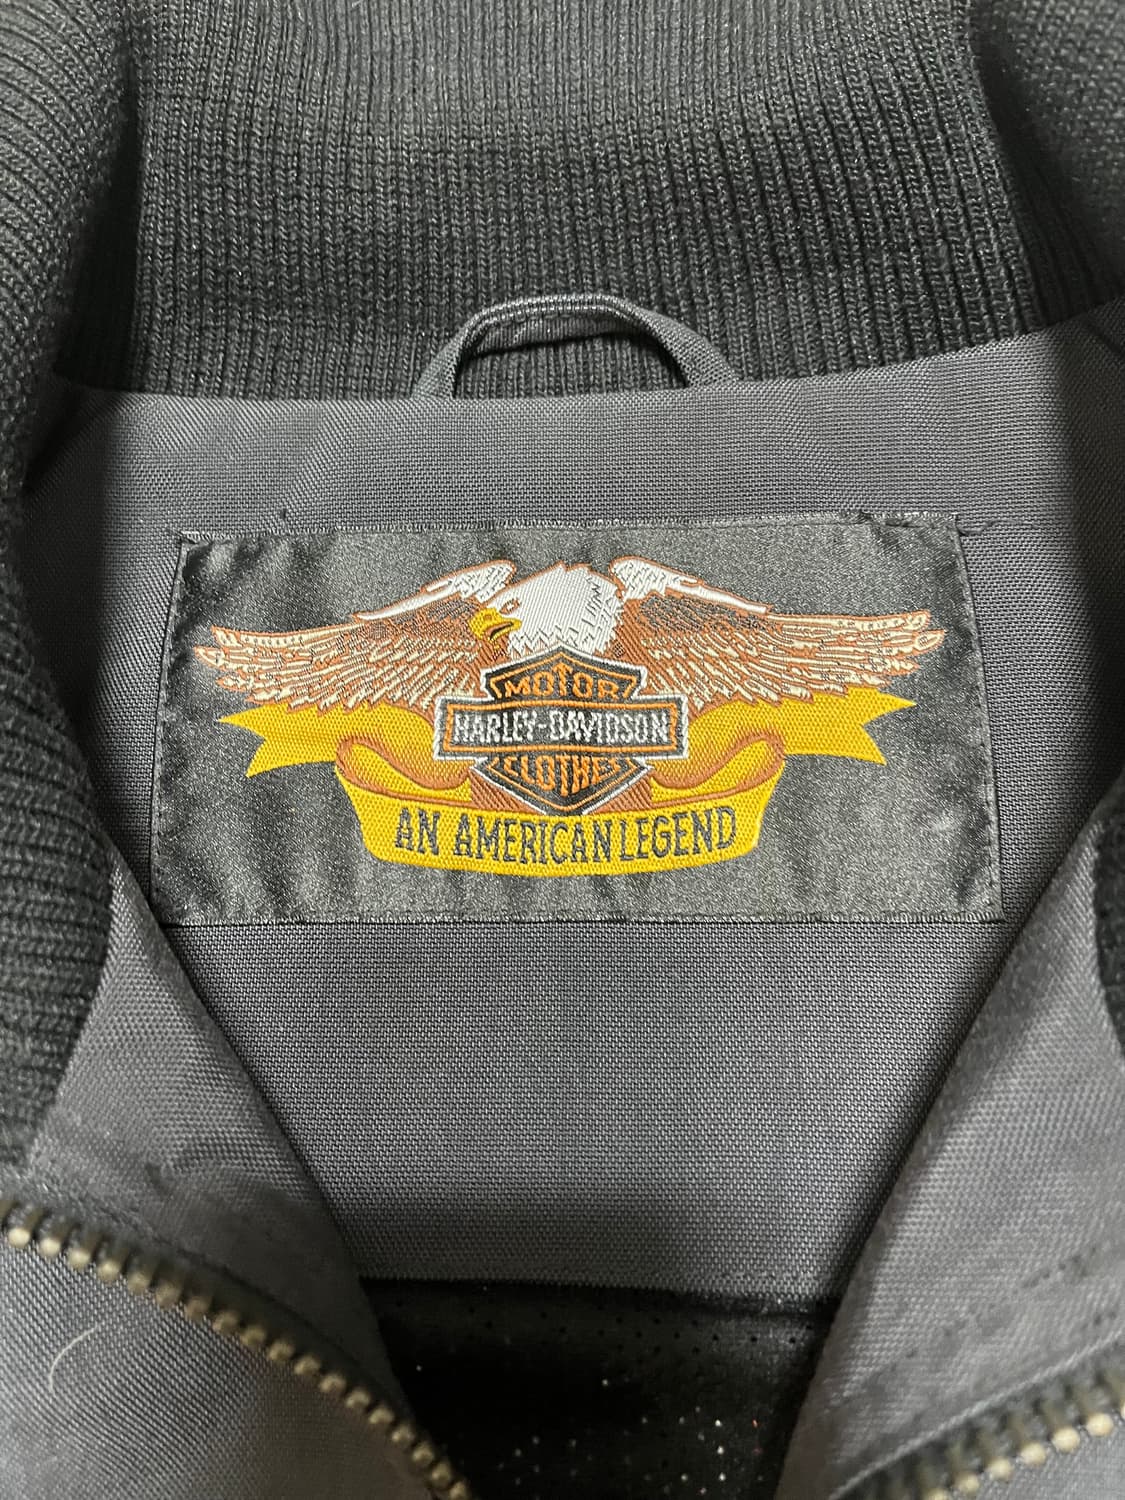 MOTOR
HARLEY-DAVIDSON
CLOTHES
AN AMERICAN LEGEND